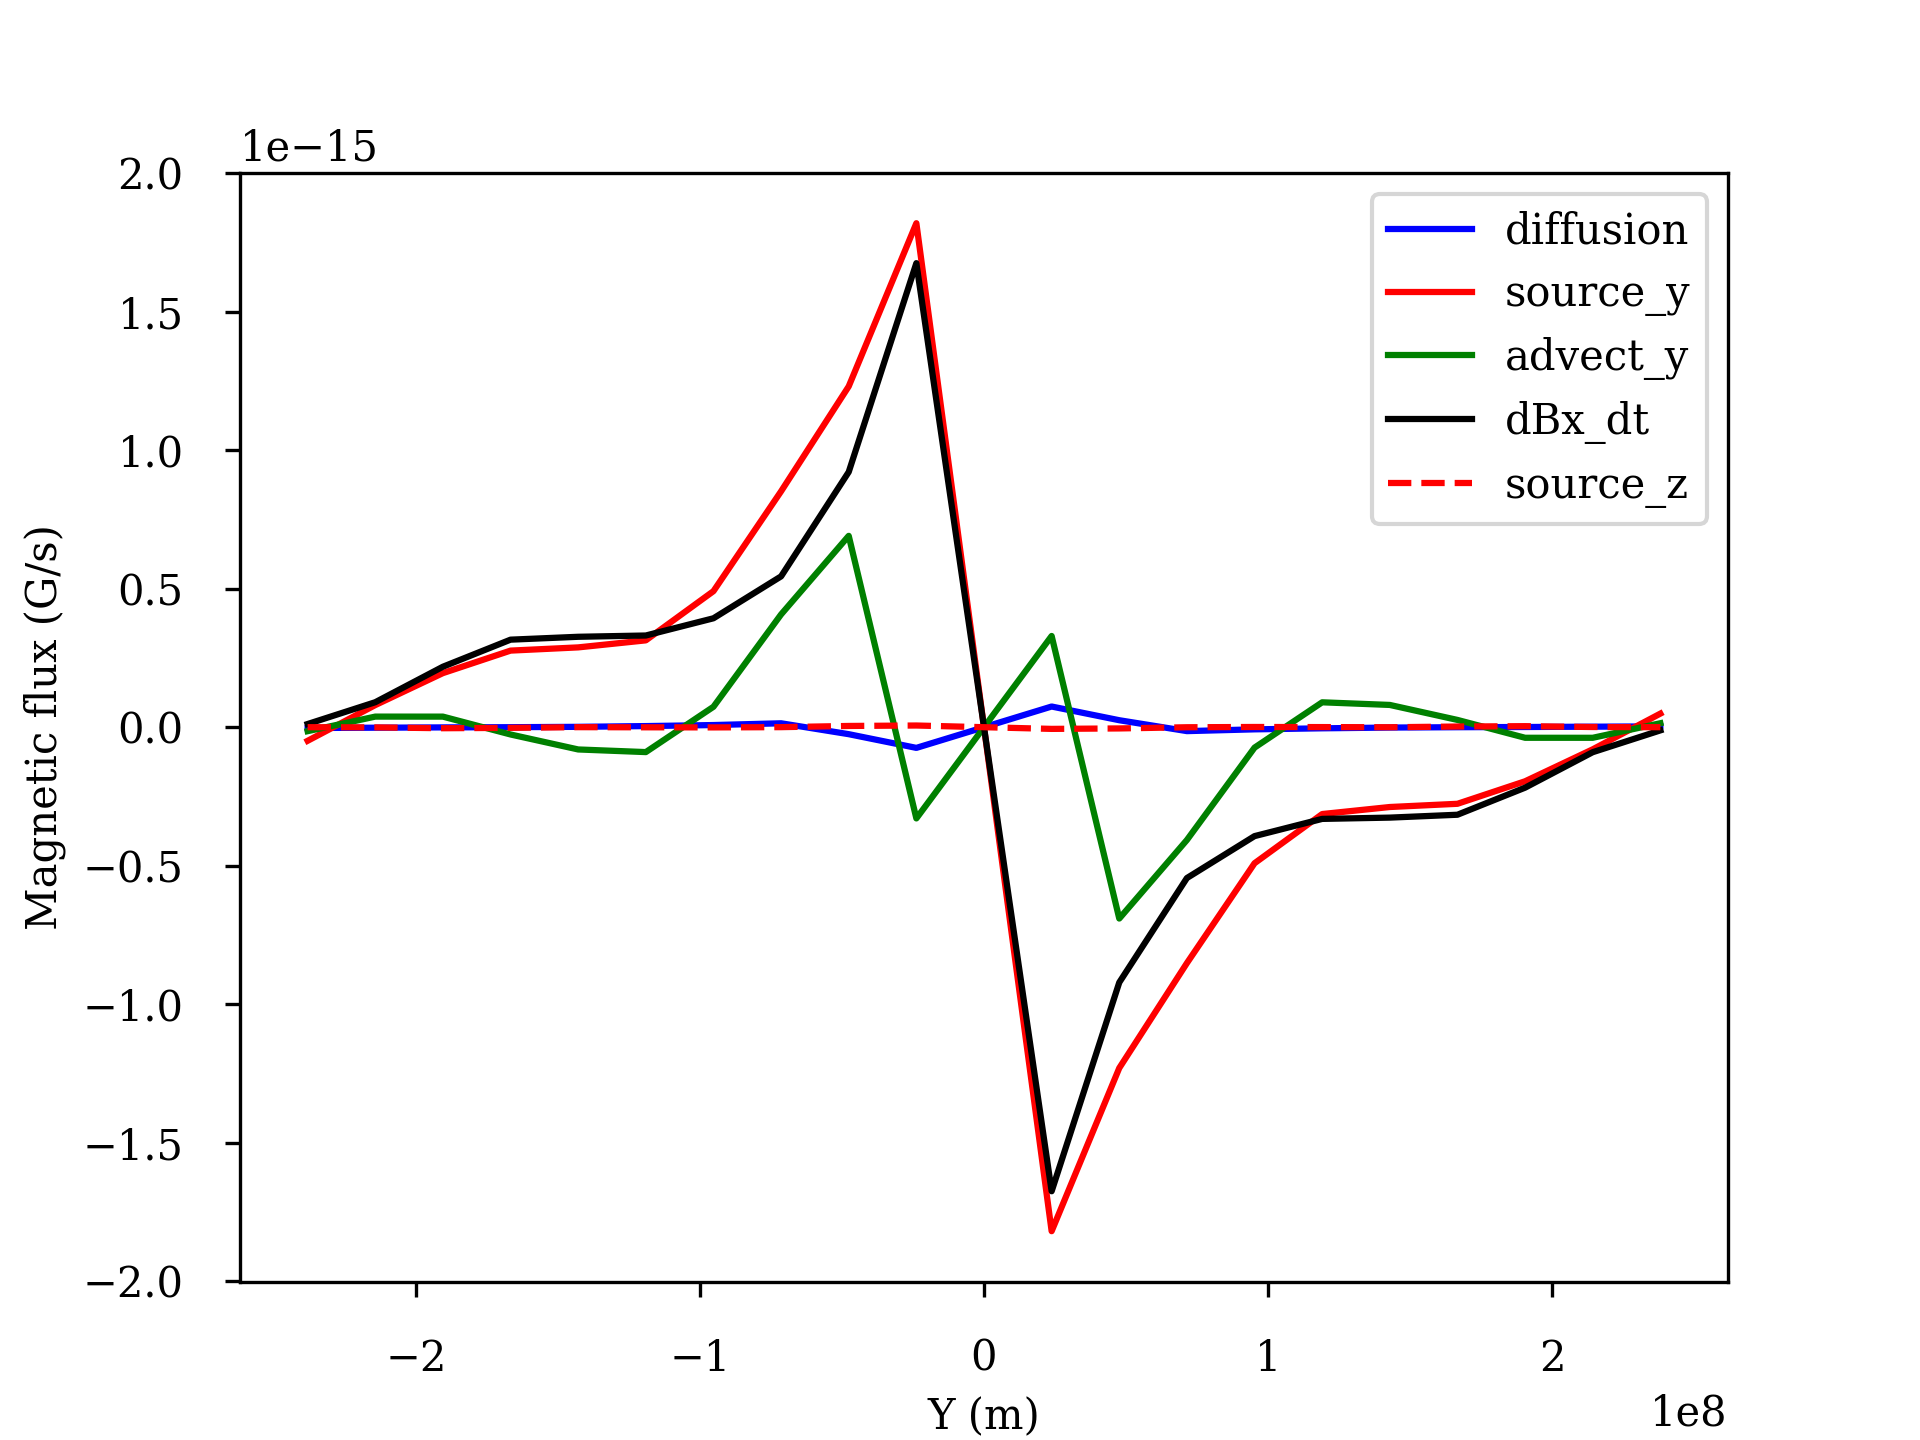 1e−15
2.0
1.5
1.0
0.5
0.0
−0.5
−1.0
−1.5
−2.0
Magnetic flux (G/s)
diffusion
source_y
advect_y
dBx_dt
source_z
−2
−1
0
1
2
Y (m)
1e8